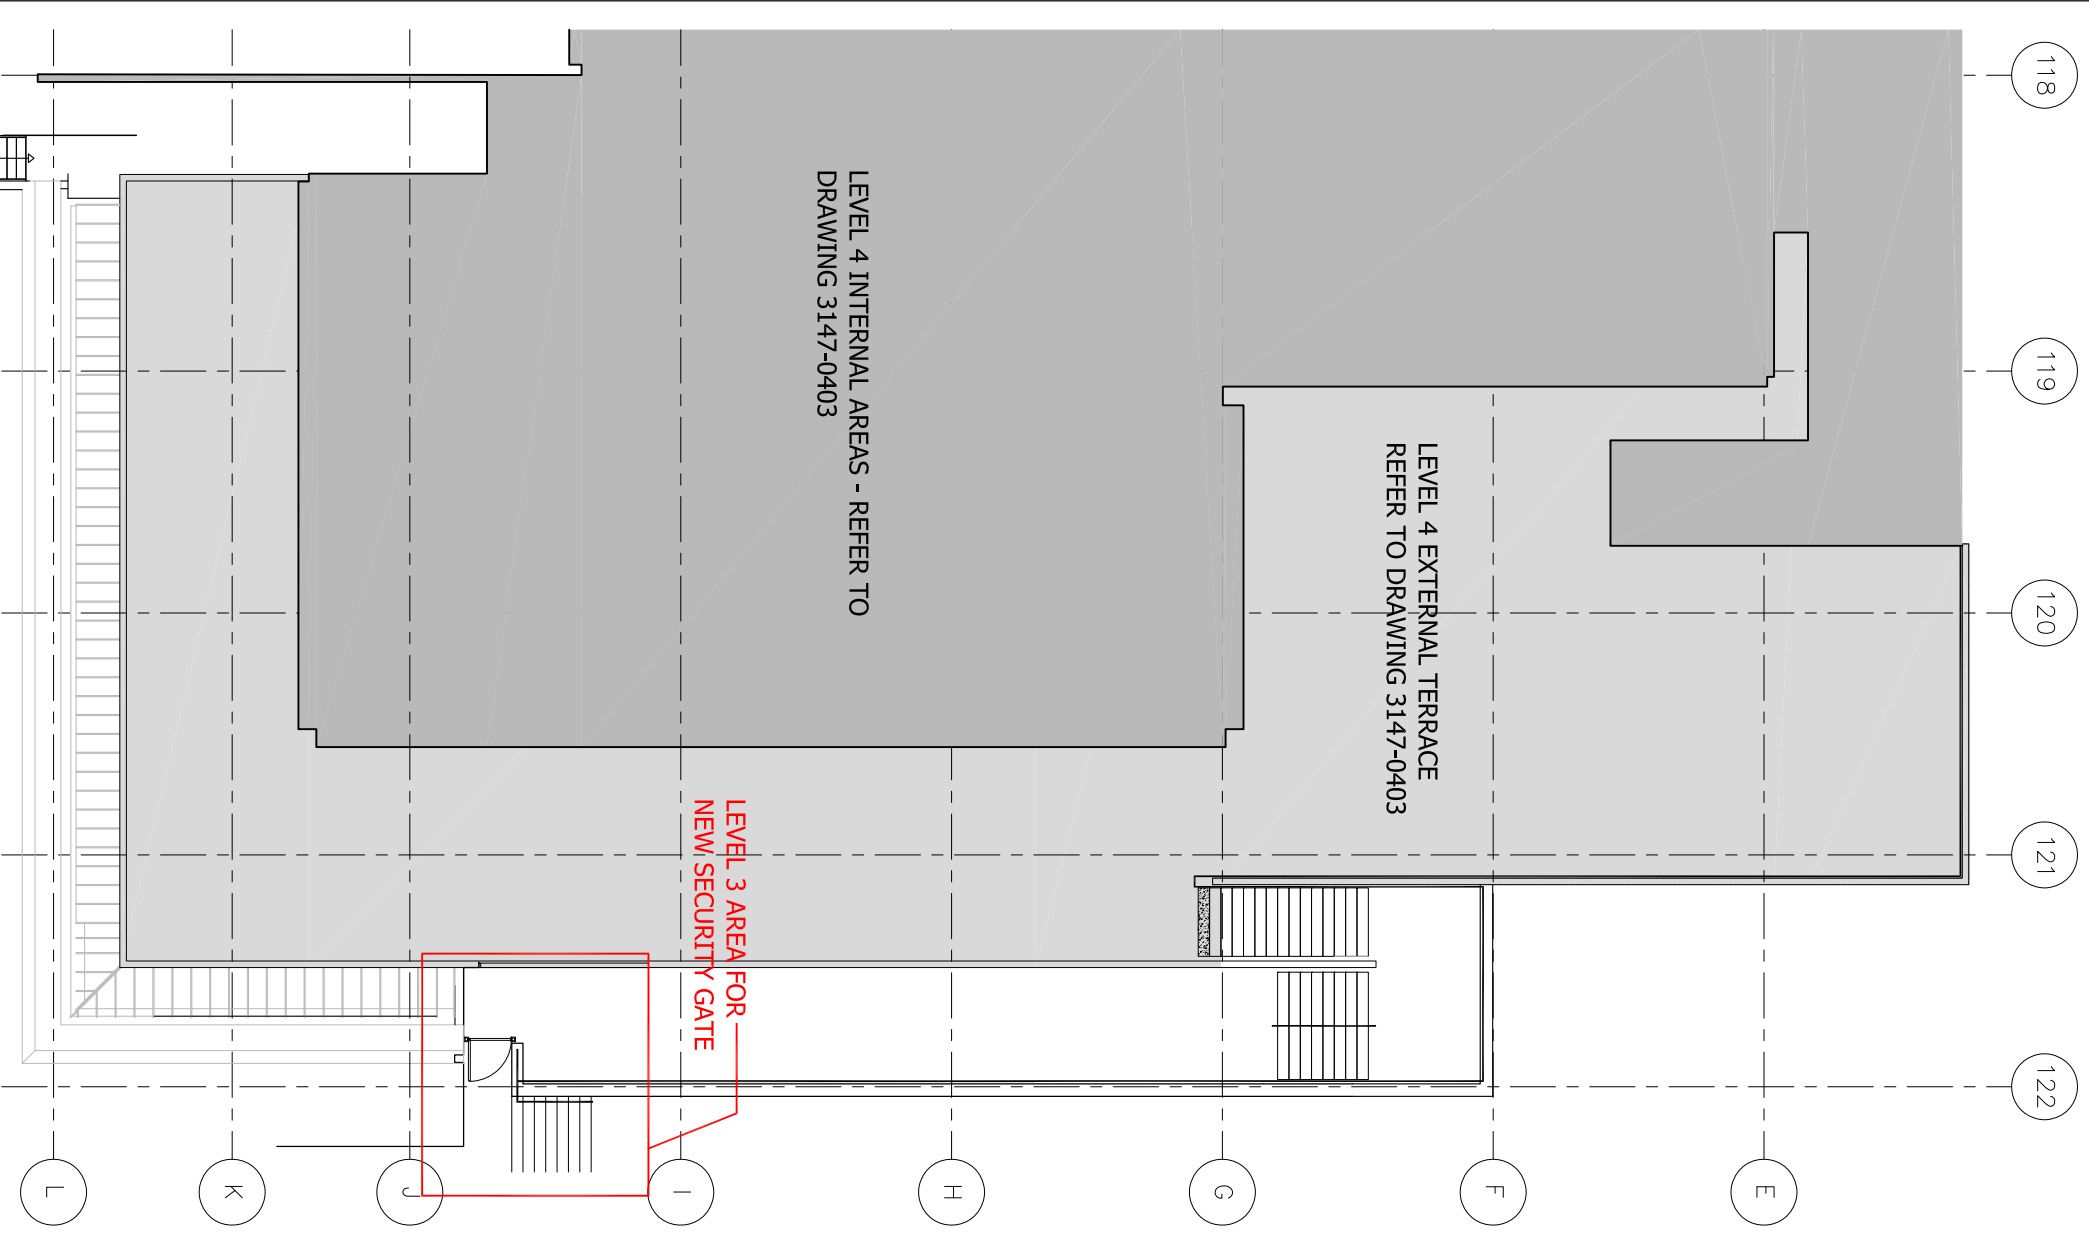 LEVEL 4 INTERNAL AREAS - REFER TO
DRAWING 3147-0403
LEVEL 4 EXTERNAL TERRACE
REFER TO DRAWING 3147-0403
LEVEL 3 AREA FOR
NEW SECURITY GATE
118
119
120
121
122
L
K
J
I
H
G
F
E